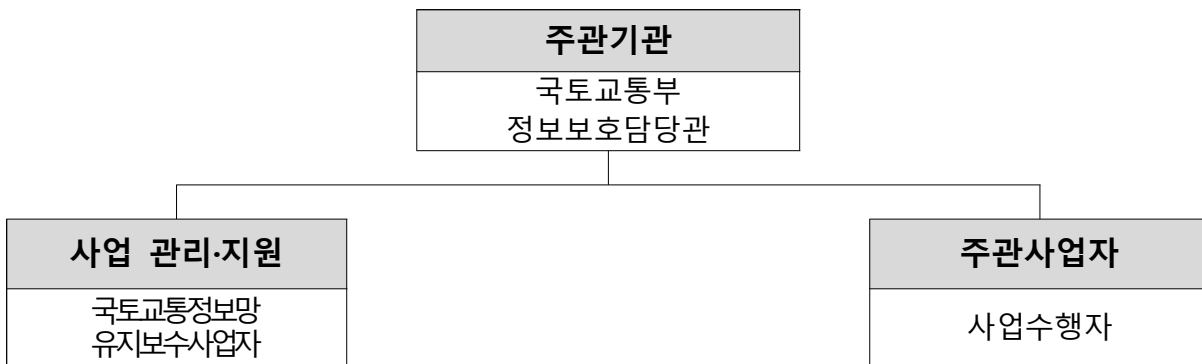 주관기관
국토교통부
정보보호담당관
사업 관리·지원
국토교통정보망
유지보수사업자
주관사업자
사업수행자